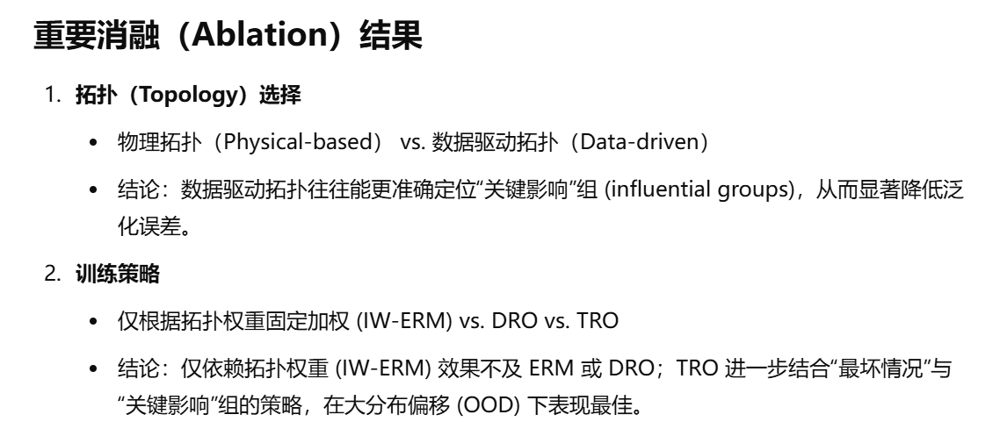 重要消融（Ablation）结果
1. 拓扑（Topology）选择
• 物理拓扑（Physical-based） vs. 数据驱动拓扑（Data-driven）
• 结论：数据驱动拓扑往往能更准确定位“关键影响”组 (influential groups)，从而显著降低泛
化误差。
2. 训练策略
• 仅根据拓扑权重固定加权 (IW-ERM) vs. DRO vs. TRO
• 结论：仅依赖拓扑权重 (IW-ERM) 效果不及 ERM 或 DRO；TRO 进一步结合“最坏情况”与
“关键影响”组的策略，在大分布偏移 (OOD) 下表现最佳。